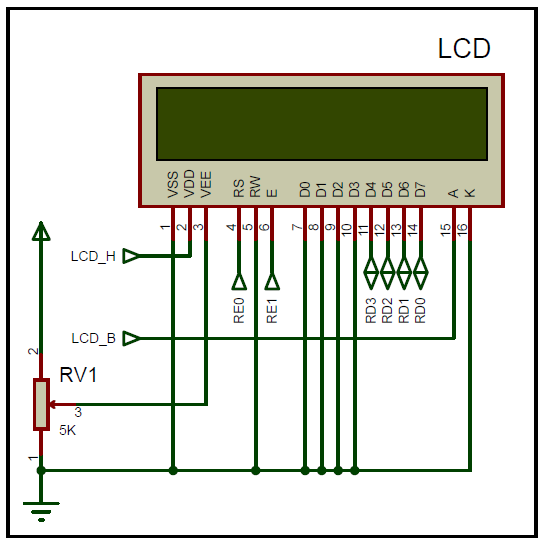 LCD
VSS VDD VEE RS RW E D0 D1 D2 D3 D4 D5 D6 D7 A K
1 2 3 4 5 6 7 8 9 10 11 12 13 14 15 16
LCD_H
RE0 RE1 RD3 RD2 RD1 RD0
LCD_B
2
RV1
3
5K
1